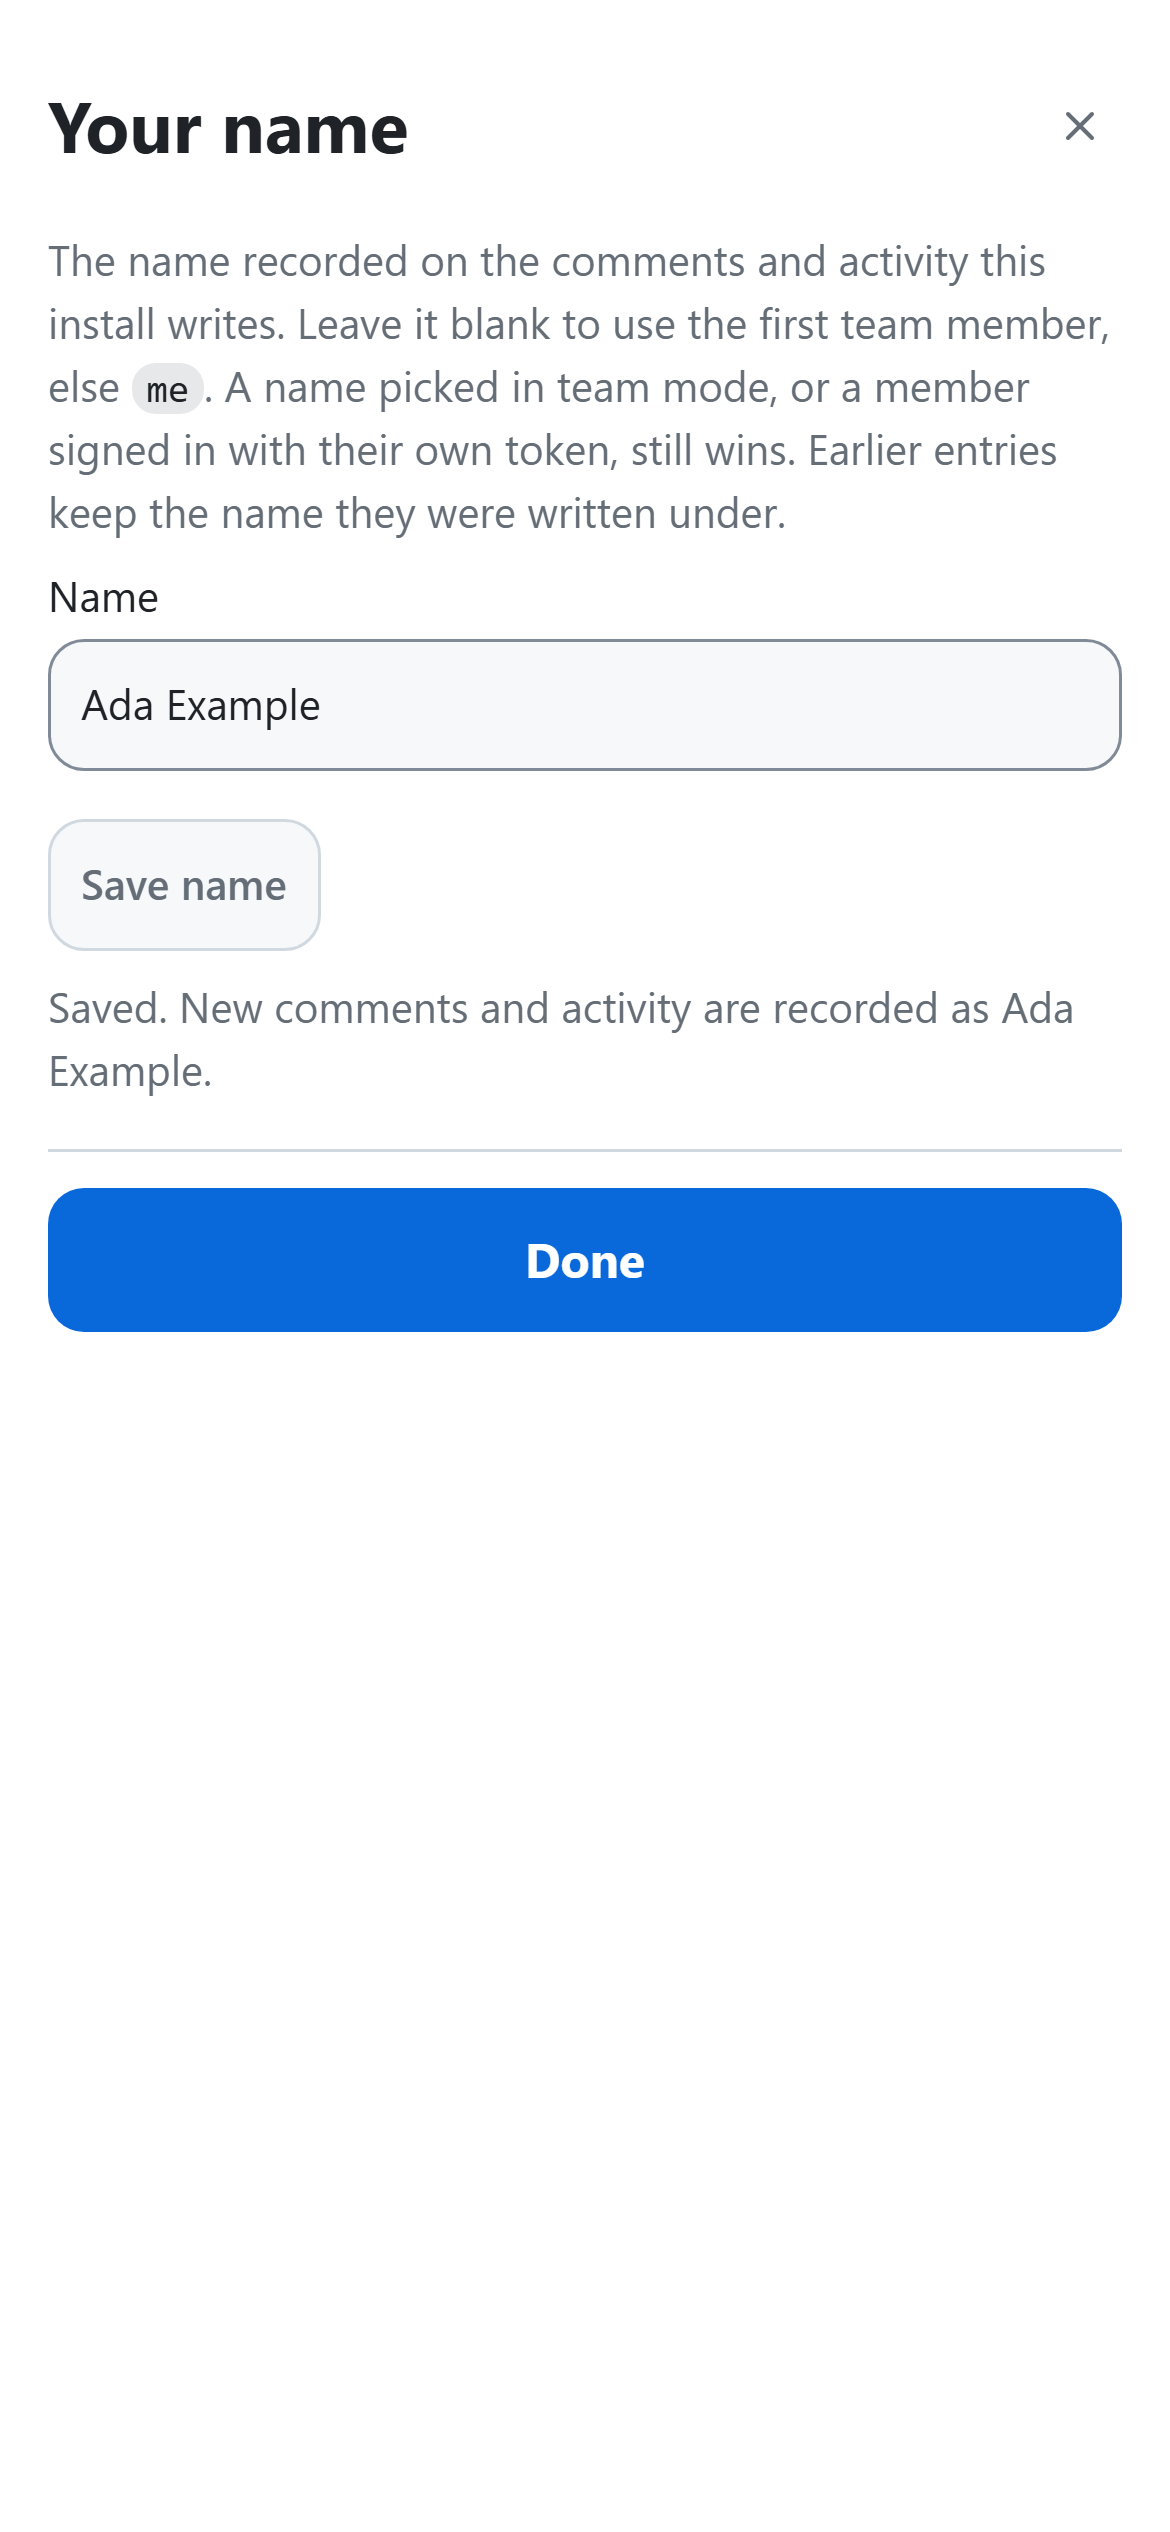 Your name
The name recorded on the comments and activity this
install writes. Leave it blank to use the first team member,
else me. A name picked in team mode, or a member
signed in with their own token, still wins. Earlier entries
keep the name they were written under.
Name
Ada Example
Save name
Saved. New comments and activity are recorded as Ada
Example.
Done